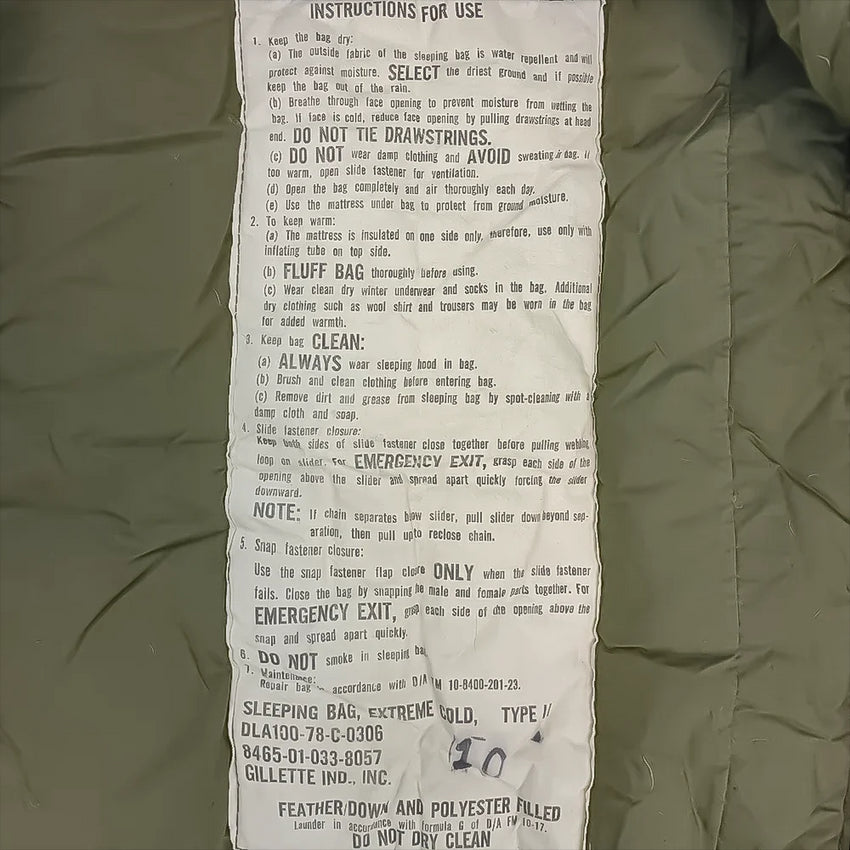 INSTRUCTIONS FOR USE
1. Keep the bag dry:
(a) The outside fabric of the sleeping bag is water repellent and will
protect against moisture. SELECT the driest ground and if possible
keep the bag out of the rain.
(b) Breathe through face opening to prevent moisture from wetting the
bag. If face is cold, reduce face opening by pulling drawstrings at head
end. DO NOT TIE DRAWSTRINGS.
(c) DO NOT wear damp clothing and AVOID sweating in bag. If
too warm, open slide fastener for ventilation.
(d) Open the bag completely and air thoroughly each day.
(e) Use the mattress under bag to protect from ground moisture.
2. To keep warm:
(a) The mattress is insulated on one side only, therefore, use only with
inflating tube on top side.
(b) FLUFF BAG thoroughly before using.
(c) Wear clean dry winter underwear and socks in the bag. Additional
dry clothing such as wool shirt and trousers may be worn in the bag
for added warmth.
3. Keep bag CLEAN:
(a) ALWAYS wear sleeping hood in bag.
(b) Brush and clean clothing before entering bag.
(c) Remove dirt and grease from sleeping bag by spot-cleaning with a
damp cloth and soap.
4. Slide fastener closure:
Keep both sides of slide fastener close together before pulling webbing
loop on slider. For EMERGENCY EXIT, grasp each side of the
opening above the slider and spread apart quickly forcing the slider
downward.
NOTE: If chain separates below slider, pull slider down beyond sep-
aration, then pull up to reclose chain.
5. Snap fastener closure:
Use the snap fastener flap closure ONLY when the slide fastener
fails. Close the bag by snapping the male and female parts together. For
EMERGENCY EXIT, grasp each side of the opening above the
snap and spread apart quickly.
6. DO NOT smoke in sleeping bag.
7. Maintenance:
Repair bag in accordance with D/A TM 10-8400-201-23.
SLEEPING BAG, EXTREME COLD, TYPE II
DLA100-78-C-0306
8465-01-033-8057
10
GILLETTE IND., INC.
FEATHER/DOWN AND POLYESTER FILLED
Launder in accordance with formula G of D/A FM 10-17.
DO NOT DRY CLEAN